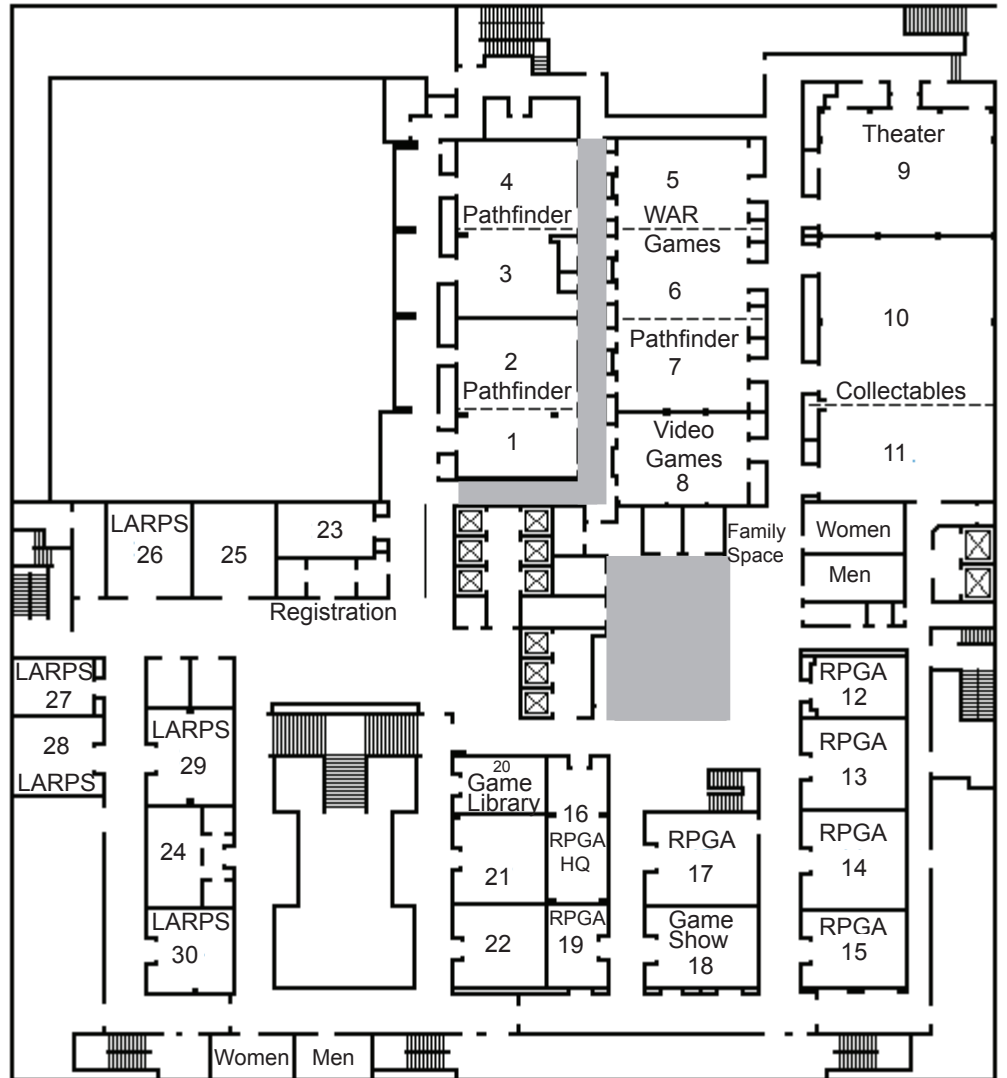 Theater
9
4
Pathfinder
3
5
WAR
Games
6
Pathfinder
7
2
Pathfinder
1
10
Collectables
11
Video
Games
8
LARPS
26
25
23
Registration
Family
Space
Women
Men
LARPS
27
28
LARPS
LARPS
29
24
LARPS
30
20
Game
Library
21
22
16
RPGA
HQ
RPGA
19
RPGA
17
Game
Show
18
RPGA
12
RPGA
13
RPGA
14
RPGA
15
Women
Men